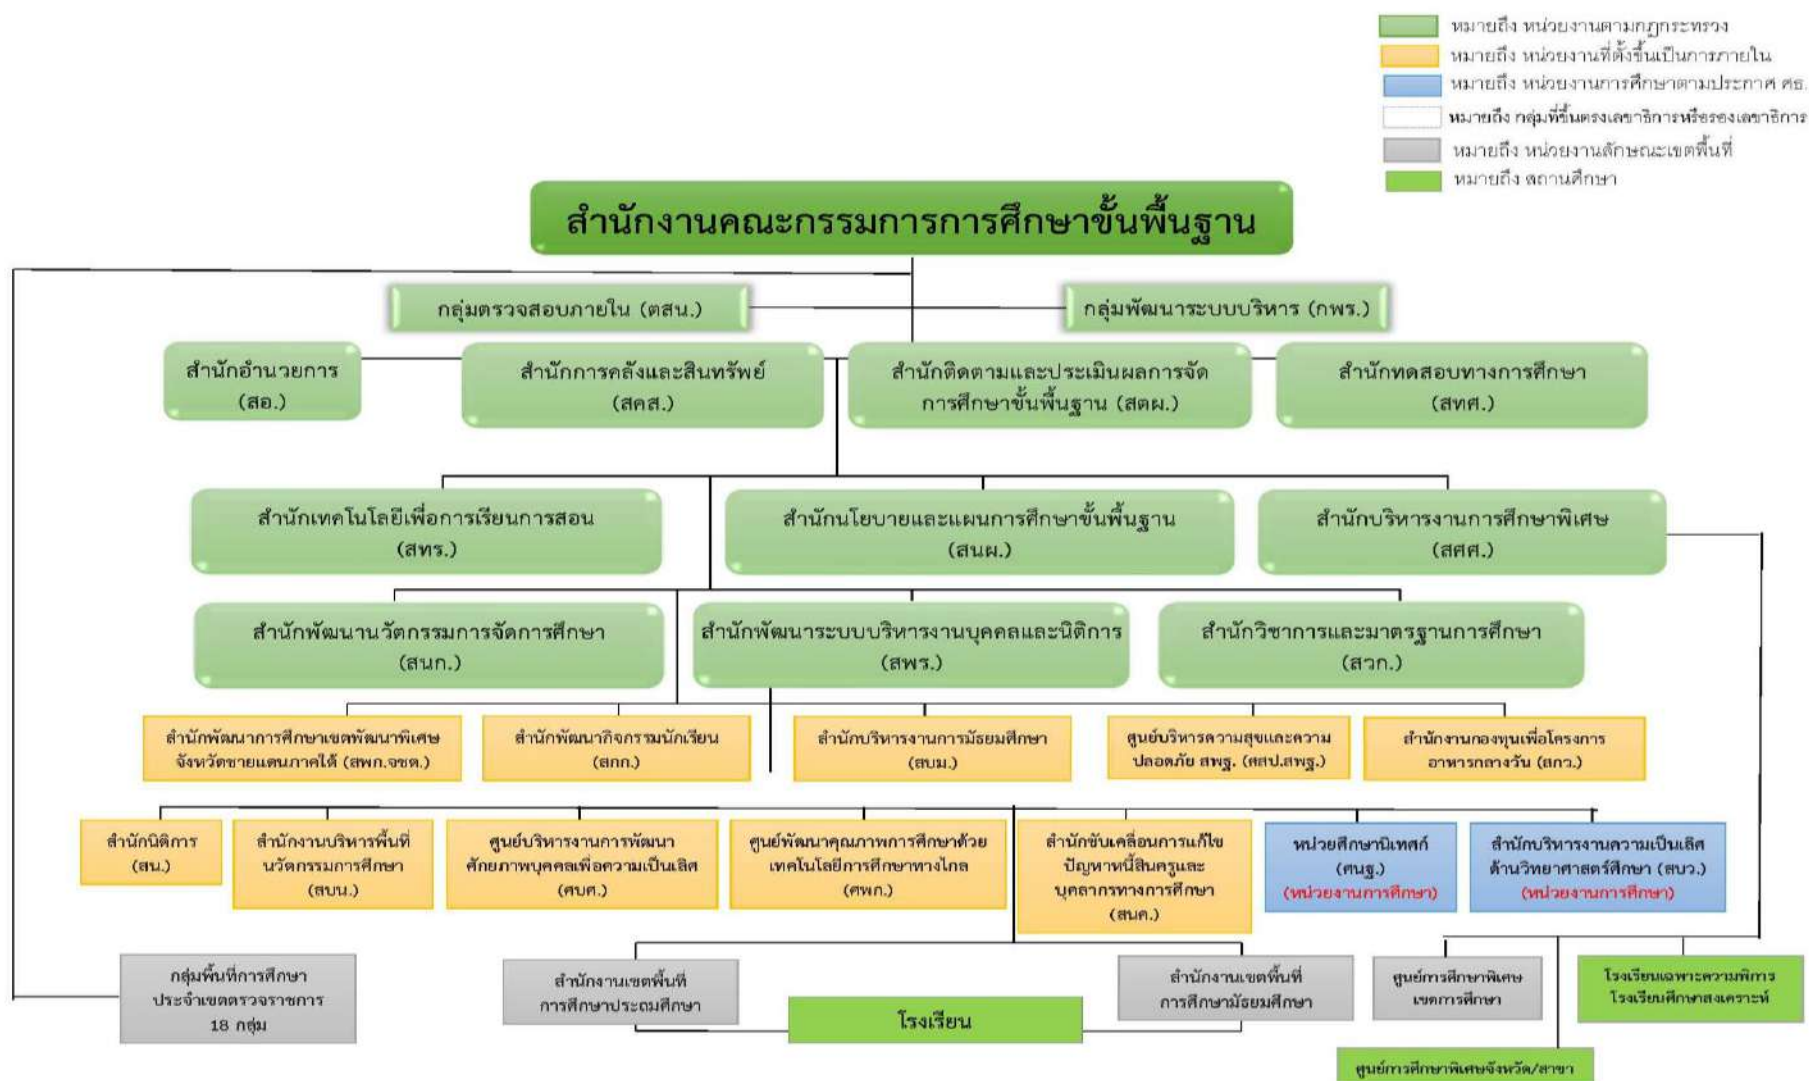 หมายถึง หน่วยงานตามกฎกระทรวง
หมายถึง หน่วยงานที่ตั้งขึ้นเป็นการภายใน
หมายถึง หน่วยงานการศึกษาตามประกาศ ศธ.
หมายถึง กลุ่มที่ขึ้นตรงเลขาธิการหรือรองเลขาธิการ
หมายถึง หน่วยงานลักษณะเขตพื้นที่
หมายถึง สถานศึกษา
สำนักงานคณะกรรมการการศึกษาขั้นพื้นฐาน
กลุ่มตรวจสอบภายใน (ตสน.)
กลุ่มพัฒนาระบบบริหาร (กพร.)
สำนักอำนวยการ
(สอ.)
สำนักการคลังและสินทรัพย์
(สคส.)
สำนักติดตามและประเมินผลการจัด
การศึกษาขั้นพื้นฐาน (สตผ.)
สำนักทดสอบทางการศึกษา
(สทศ.)
สำนักเทคโนโลยีเพื่อการเรียนการสอน
(สทร.)
สำนักนโยบายและแผนการศึกษาขั้นพื้นฐาน
(สนผ.)
สำนักบริหารงานการศึกษาพิเศษ
(สศศ.)
สำนักพัฒนานวัตกรรมการจัดการศึกษา
(สนก.)
สำนักพัฒนาระบบบริหารงานบุคคลและนิติการ
(สพร.)
สำนักวิชาการและมาตรฐานการศึกษา
(สวก.)
สำนักพัฒนาการศึกษาเขตพัฒนาพิเศษ
จังหวัดชายแดนภาคใต้ (สพก.จชต.)
สำนักพัฒนากิจกรรมนักเรียน
(สกก.)
สำนักบริหารงานการมัธยมศึกษา
(สบม.)
ศูนย์บริหารความสุขและความ
ปลอดภัย สพฐ. (ศสป.สพฐ.)
สำนักงานกองทุนเพื่อโครงการ
อาหารกลางวัน (สกว.)
สำนักนิติการ
(สน.)
สำนักงานบริหารพื้นที่
นวัตกรรมการศึกษา
(สบน.)
ศูนย์บริหารงานการพัฒนา
ศักยภาพบุคคลเพื่อความเป็นเลิศ
(ศบศ.)
ศูนย์พัฒนาคุณภาพการศึกษาด้วย
เทคโนโลยีการศึกษาทางไกล
(ศพก.)
สำนักขับเคลื่อนการแก้ไข
ปัญหาหนี้สินครูและ
บุคลากรทางการศึกษา
(สนค.)
หน่วยศึกษานิเทศก์
(ศนฐ.)
(หน่วยงานการศึกษา)
สำนักบริหารงานความเป็นเลิศ
ด้านวิทยาศาสตร์ศึกษา (สบว.)
(หน่วยงานการศึกษา)
กลุ่มพื้นที่การศึกษา
ประจำเขตตรวจราชการ
18 กลุ่ม
สำนักงานเขตพื้นที่
การศึกษาประถมศึกษา
โรงเรียน
สำนักงานเขตพื้นที่
การศึกษามัธยมศึกษา
ศูนย์การศึกษาพิเศษ
เขตการศึกษา
โรงเรียนเฉพาะความพิการ
โรงเรียนศึกษาสงเคราะห์
ศูนย์การศึกษาพิเศษจังหวัด/สาขา